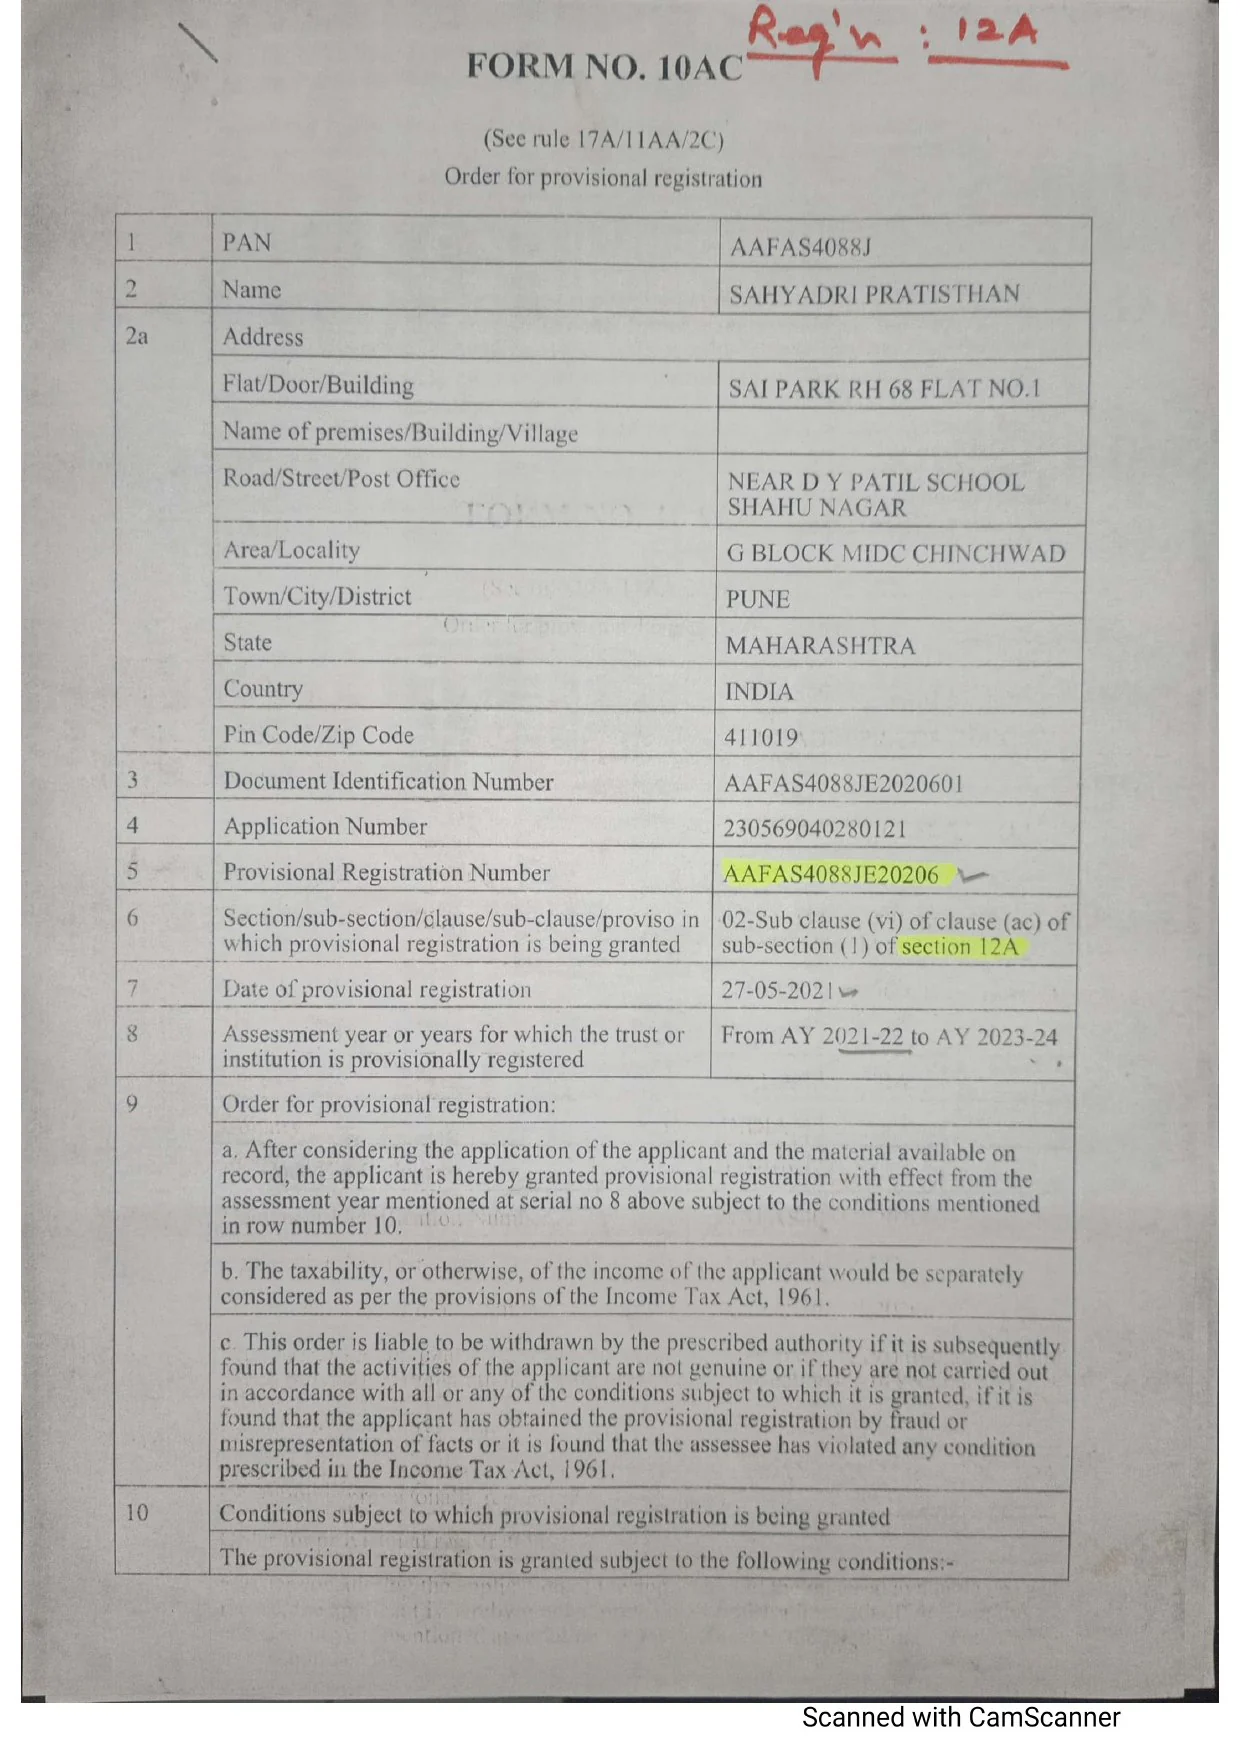 Reg'n : 12A
FORM NO. 10AC
(See rule 17A/11AA/2C)
Order for provisional registration
1 PAN AAFAS4088J
2 Name SAHYADRI PRATISTHAN
2a Address
Flat/Door/Building SAI PARK RH 68 FLAT NO.1
Name of premises/Building/Village
Road/Street/Post Office NEAR D Y PATIL SCHOOL
SHAHU NAGAR
Area/Locality G BLOCK MIDC CHINCHWAD
Town/City/District PUNE
State MAHARASHTRA
Country INDIA
Pin Code/Zip Code 411019
3 Document Identification Number AAFAS4088JE2020601
4 Application Number 230569040280121
5 Provisional Registration Number AAFAS4088JE20206
6 Section/sub-section/clause/sub-clause/proviso in 02-Sub clause (vi) of clause (ac) of
which provisional registration is being granted sub-section (1) of section 12A
7 Date of provisional registration 27-05-2021
8 Assessment year or years for which the trust or From AY 2021-22 to AY 2023-24
institution is provisionally registered
9 Order for provisional registration:
a. After considering the application of the applicant and the material available on
record, the applicant is hereby granted provisional registration with effect from the
assessment year mentioned at serial no 8 above subject to the conditions mentioned
in row number 10.
b. The taxability, or otherwise, of the income of the applicant would be separately
considered as per the provisions of the Income Tax Act, 1961.
c. This order is liable to be withdrawn by the prescribed authority if it is subsequently
found that the activities of the applicant are not genuine or if they are not carried out
in accordance with all or any of the conditions subject to which it is granted, if it is
found that the applicant has obtained the provisional registration by fraud or
misrepresentation of facts or it is found that the assessee has violated any condition
prescribed in the Income Tax Act, 1961.
10 Conditions subject to which provisional registration is being granted
The provisional registration is granted subject to the following conditions:-
Scanned with CamScanner